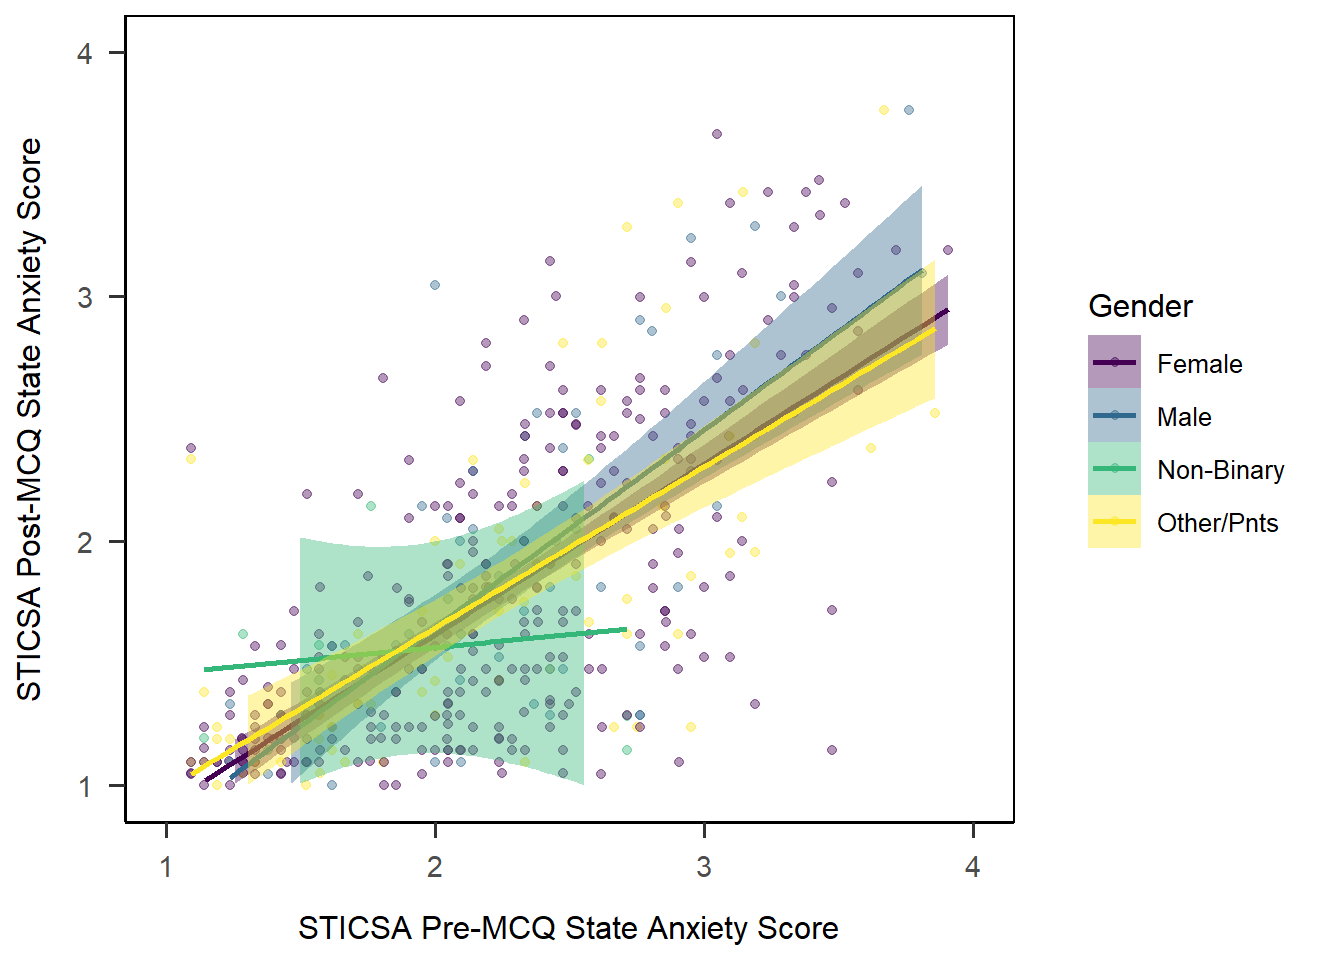 4
3
2
1
1 2 3 4
STICSA Post-MCQ State Anxiety Score
STICSA Pre-MCQ State Anxiety Score
Gender
Female
Male
Non-Binary
Other/Pnts